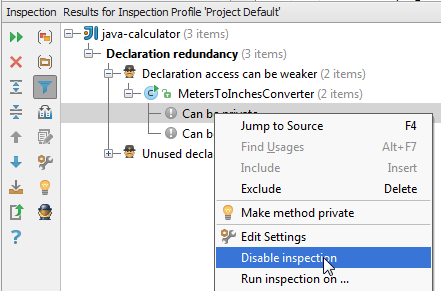 Inspection Results for Inspection Profile 'Project Default'
java-calculator (3 items)
Declaration redundancy (3 items)
Declaration access can be weaker (2 items)
MetersToInchesConverter (2 items)
Can be private
Can b
Unused decla
Jump to Source F4
Find Usages Alt+F7
Include Insert
Exclude Delete
Make method private
Edit Settings
Disable inspection
Run inspection on ...